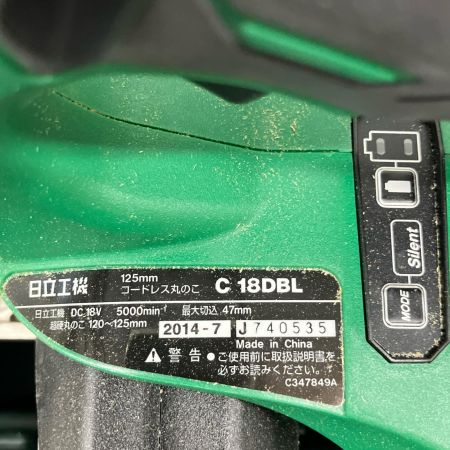 日立工機 125mm コードレス丸のこ C 18DBL
日立工機 DC.18V 5000min⁻¹ 最大切込 47mm
超硬丸のこ 120～125mm 2014-7 J740535
Made in China
⚠ 警告 ●ご使用前に取扱説明書を
必ずお読みください。
C347849A
Silent
MODE